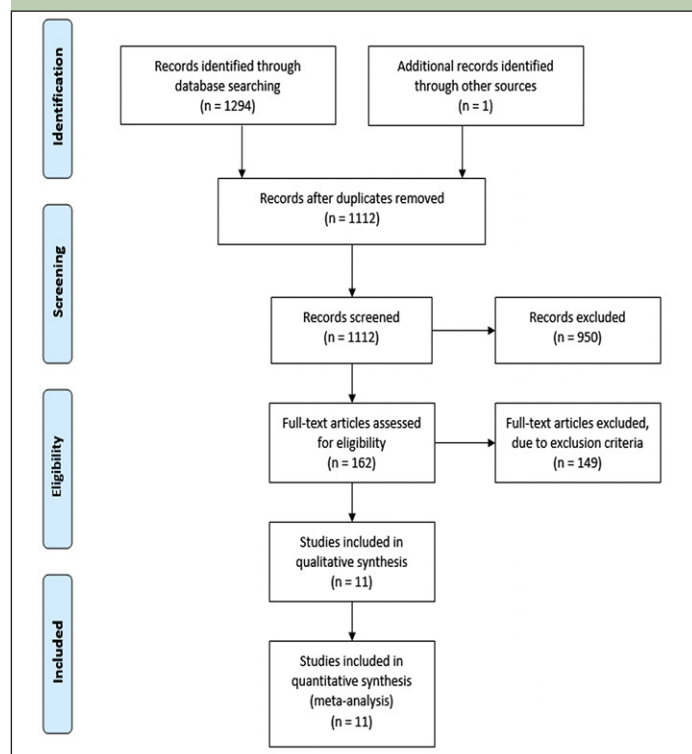 Identification
Records identified through
database searching
(n = 1294)
Additional records identified
through other sources
(n = 1)
Records after duplicates removed
(n = 1112)
Screening
Records screened
(n = 1112)
Records excluded
(n = 950)
Eligibility
Full-text articles assessed
for eligibility
(n = 162)
Full-text articles excluded,
due to exclusion criteria
(n = 149)
Studies included in
qualitative synthesis
(n = 11)
Included
Studies included in
quantitative synthesis
(meta-analysis)
(n = 11)